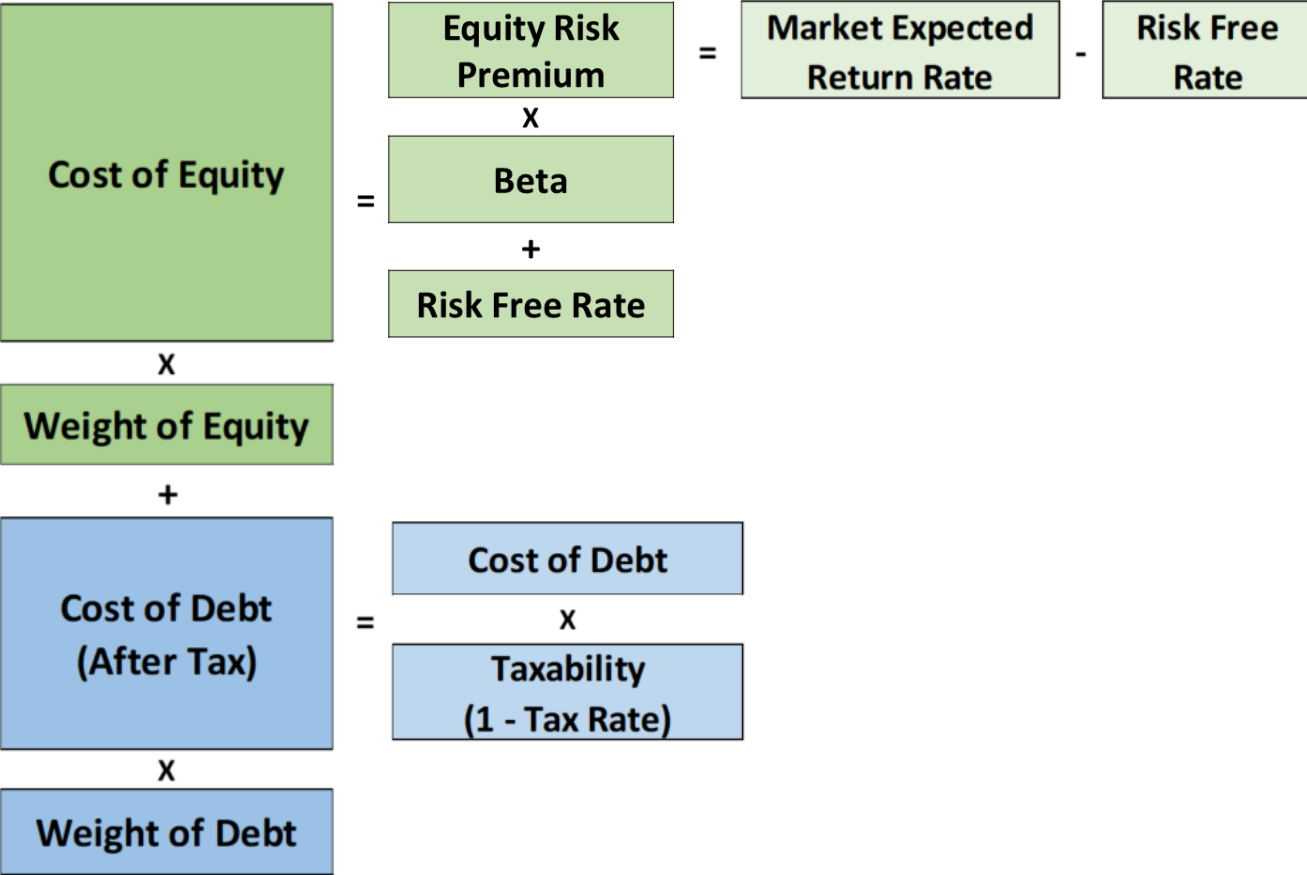 Equity Risk
Premium
=
Market Expected
Return Rate
-
Risk Free
Rate
x
Cost of Equity
=
Beta
+
Risk Free Rate
x
Weight of Equity
+
Cost of Debt
(After Tax)
=
Cost of Debt
x
Taxability
(1 - Tax Rate)
x
Weight of Debt